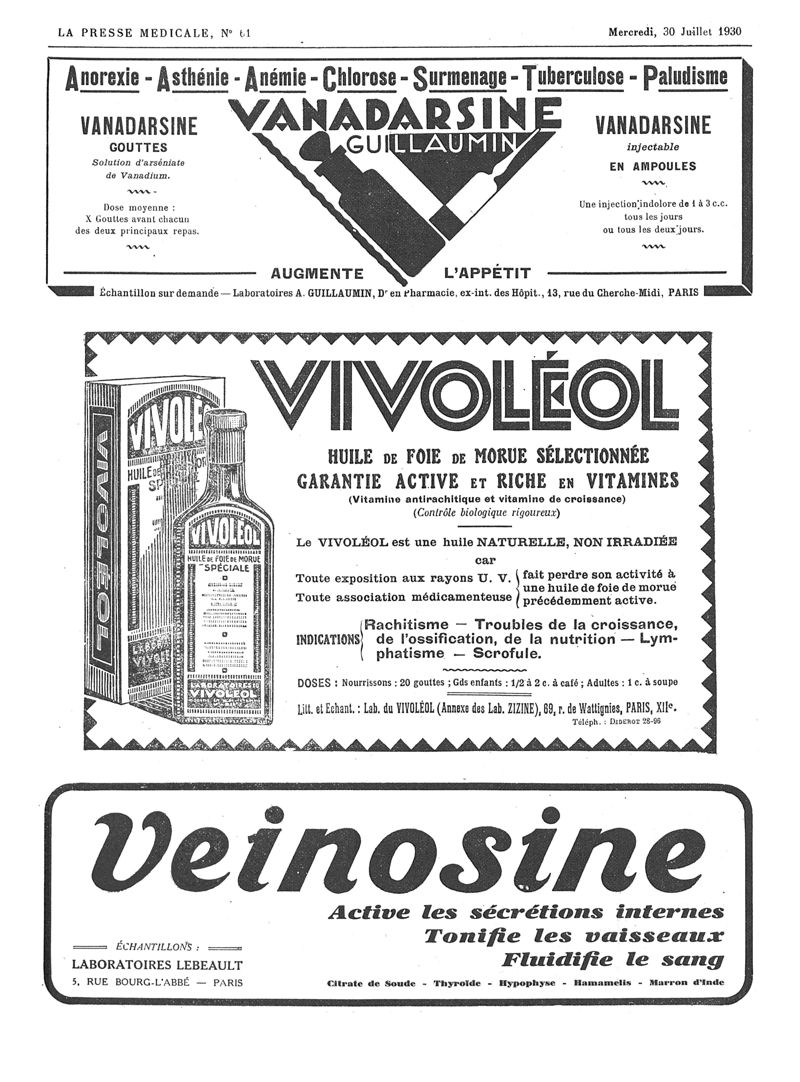 LA PRESSE MEDICALE, N° 61
Mercredi, 30 Juillet 1930
Anorexie - Asthénie - Anémie - Chlorose - Surmenage - Tuberculose - Paludisme
VANADARSINE
GUILLAUMIN
VANADARSINE
GOUTTES
Solution d'arséniate
de Vanadium.
Dose moyenne :
X Gouttes avant chacun
des deux principaux repas.
VANADARSINE
injectable
EN AMPOULES
Une injection indolore de 1 à 3 c.c.
tous les jours
ou tous les deux jours.
AUGMENTE L'APPÉTIT
Échantillon sur demande — Laboratoires A. GUILLAUMIN, Dr en Pharmacie, ex-int. des Hôpit., 13, rue du Cherche-Midi, PARIS
VIVOLÉOL
HUILE DE FOIE DE MORUE SÉLECTIONNÉE
GARANTIE ACTIVE ET RICHE EN VITAMINES
(Vitamine antirachitique et vitamine de croissance)
(Contrôle biologique rigoureux)
Le VIVOLÉOL est une huile NATURELLE, NON IRRADIÉE
car
Toute exposition aux rayons U. V.
Toute association médicamenteuse
fait perdre son activité à
une huile de foie de morue
précédemment active.
INDICATIONS
Rachitisme — Troubles de la croissance,
de l'ossification, de la nutrition — Lym-
phatisme — Scrofule.
DOSES : Nourrissons : 20 gouttes ; Gds enfants : 1/2 à 2 c. à café ; Adultes : 1 c. à soupe
Litt. et Echant. : Lab. du VIVOLÉOL (Annexe des Lab. ZIZINE), 69, r. de Wattignies, PARIS, XIIe.
Téléph. : DIDEROT 28-96
VIVOLÉOL
VIVOLÉ
HUILE DE
VIVOLÉOL
HUILE DE FOIE DE MORUE
SPÉCIALE
LABORATOIRES
VIVOLÉOL
Veinosine
Active les sécrétions internes
Tonifie les vaisseaux
Fluidifie le sang
ÉCHANTILLONS :
LABORATOIRES LEBEAULT
5, RUE BOURG-L'ABBÉ — PARIS
Citrate de Soude - Thyroïde - Hypophyse - Hamamelis - Marron d'Inde